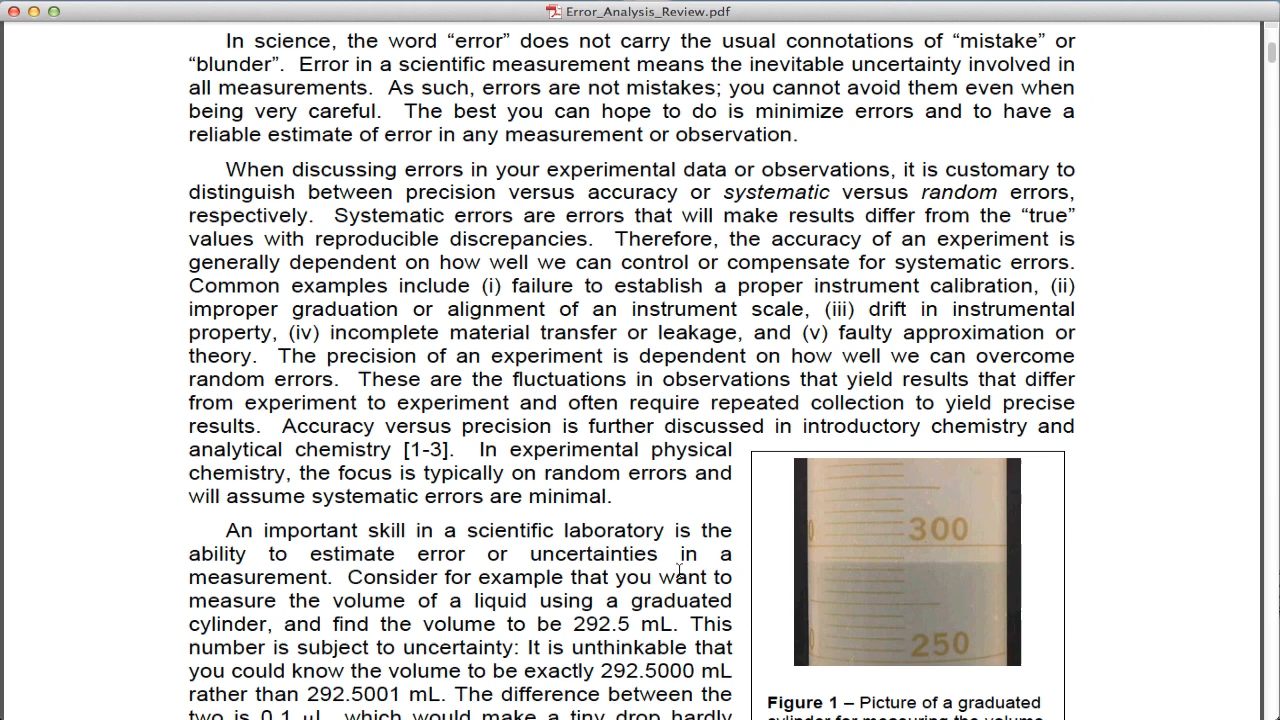 Error_Analysis_Review.pdf
In science, the word “error” does not carry the usual connotations of “mistake” or
“blunder”.  Error in a scientific measurement means the inevitable uncertainty involved in
all measurements.  As such, errors are not mistakes; you cannot avoid them even when
being very careful.  The best you can hope to do is minimize errors and to have a
reliable estimate of error in any measurement or observation.
When discussing errors in your experimental data or observations, it is customary to
distinguish between precision versus accuracy or systematic versus random errors,
respectively.  Systematic errors are errors that will make results differ from the “true”
values with reproducible discrepancies.  Therefore, the accuracy of an experiment is
generally dependent on how well we can control or compensate for systematic errors.
Common examples include (i) failure to establish a proper instrument calibration, (ii)
improper graduation or alignment of an instrument scale, (iii) drift in instrumental
property, (iv) incomplete material transfer or leakage, and (v) faulty approximation or
theory.  The precision of an experiment is dependent on how well we can overcome
random errors.  These are the fluctuations in observations that yield results that differ
from experiment to experiment and often require repeated collection to yield precise
results.  Accuracy versus precision is further discussed in introductory chemistry and
analytical chemistry [1-3].  In experimental physical
chemistry, the focus is typically on random errors and
will assume systematic errors are minimal.
An important skill in a scientific laboratory is the
ability to estimate error or uncertainties in a
measurement.  Consider for example that you want to
measure the volume of a liquid using a graduated
cylinder, and find the volume to be 292.5 mL. This
number is subject to uncertainty: It is unthinkable that
you could know the volume to be exactly 292.5000 mL
rather than 292.5001 mL. The difference between the
two is 0.1 µL, which would make a tiny drop hardly
300
250
Figure 1 – Picture of a graduated
cylinder for measuring the volume